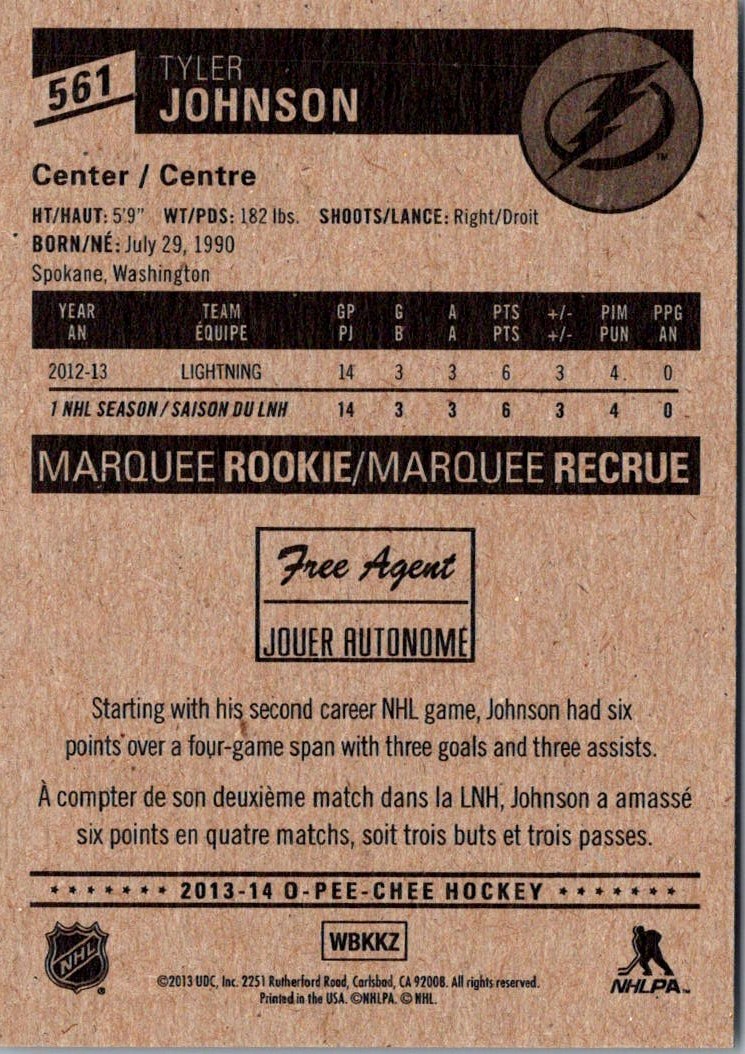 561
TYLER
JOHNSON
Center / Centre
HT/HAUT: 5'9" WT/PDS: 182 lbs. SHOOTS/LANCE: Right/Droit
BORN/NÉ: July 29, 1990
Spokane, Washington
YEAR TEAM GP G A PTS +/- PIM PPG
AN ÉQUIPE PJ B A PTS +/- PUN AN
2012-13 LIGHTNING 14 3 3 6 3 4 0
1 NHL SEASON / SAISON DU LNH 14 3 3 6 3 4 0
MARQUEE ROOKIE/MARQUEE RECRUE
Free Agent
JOUER AUTONOMÉ
Starting with his second career NHL game, Johnson had six
points over a four-game span with three goals and three assists.
À compter de son deuxième match dans la LNH, Johnson a amassé
six points en quatre matchs, soit trois buts et trois passes.
2013-14 O-PEE-CHEE HOCKEY
NHL
WBKKZ
©2013 UDC, Inc. 2251 Rutherford Road, Carlsbad, CA 92008. All rights reserved.
Printed in the USA. ©NHLPA. © NHL.
NHLPA™